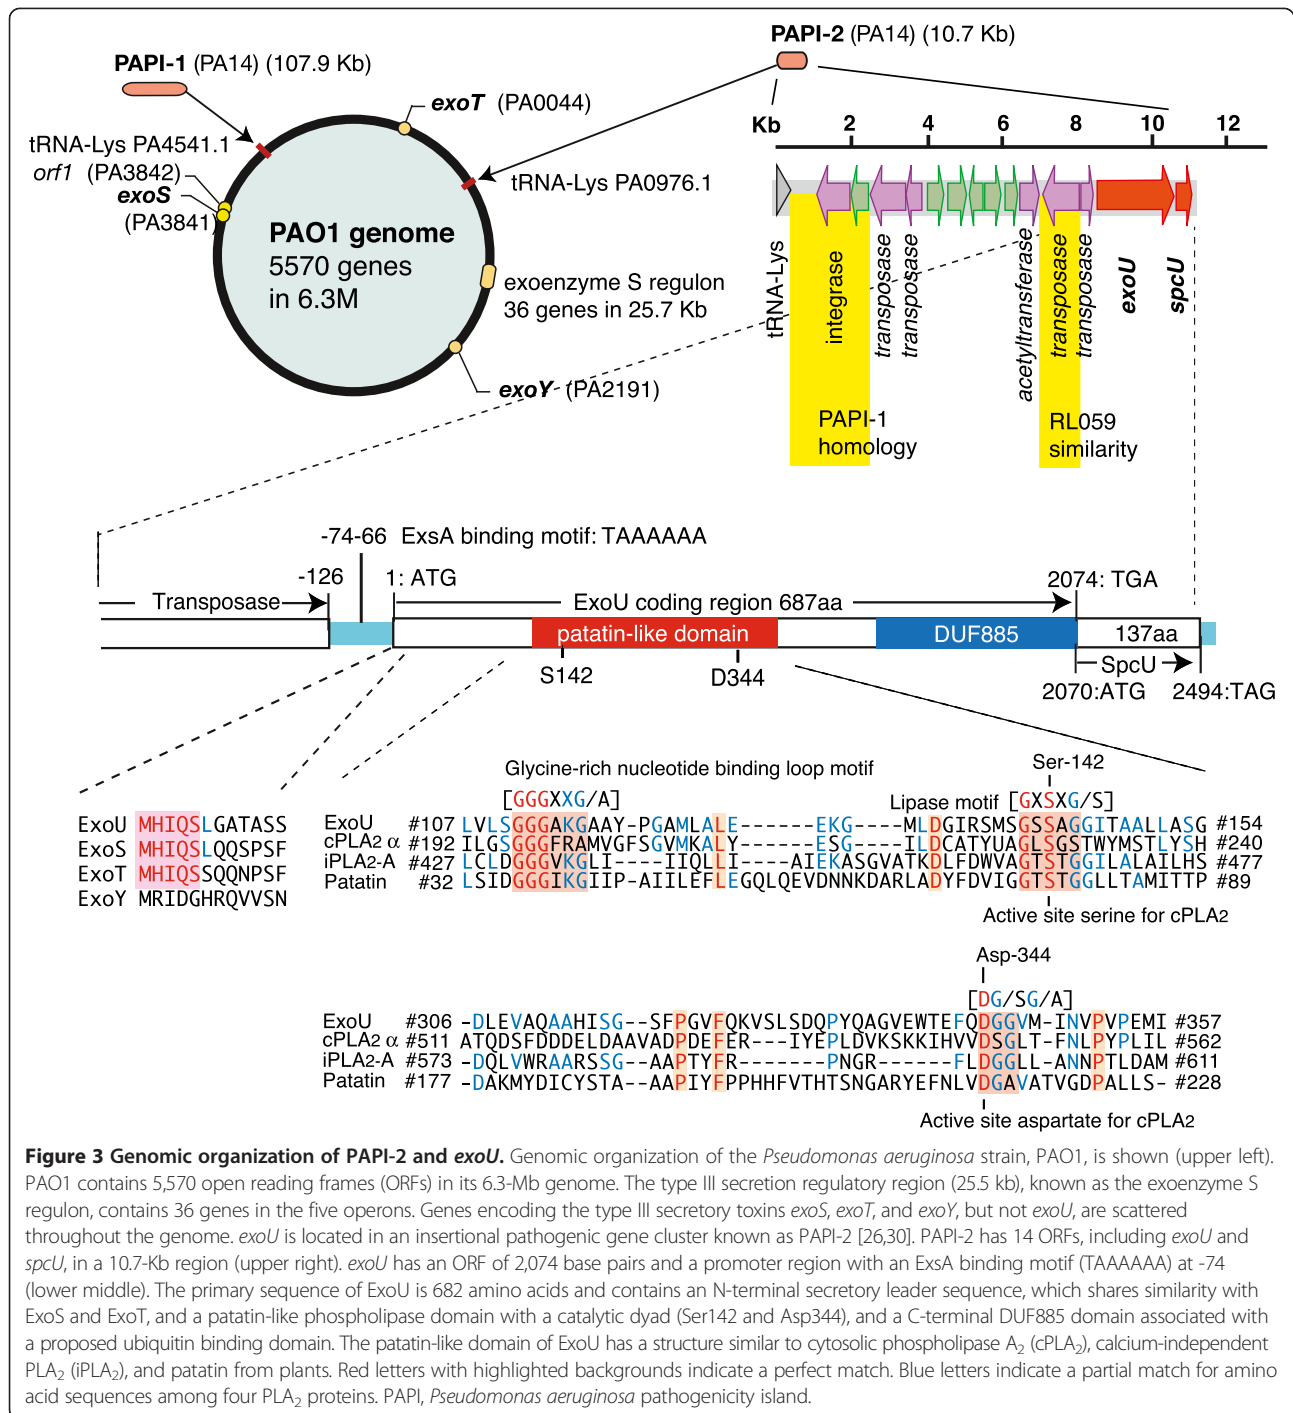 PAPI-1 (PA14) (107.9 Kb)
PAPI-2 (PA14) (10.7 Kb)
exoT (PA0044)
tRNA-Lys PA4541.1
orf1 (PA3842)
exoS
(PA3841)
tRNA-Lys PA0976.1
PAO1 genome
5570 genes
in 6.3M
exoenzyme S regulon
36 genes in 25.7 Kb
exoY (PA2191)
Kb 2 4 6 8 10 12
tRNA-Lys
integrase
transposase
transposase
acetyltransferase
transposase
transposase
exoU
spcU
PAPI-1
homology
RL059
similarity
-74-66 ExsA binding motif: TAAAAAA
-126 1: ATG 2074: TGA
Transposase ExoU coding region 687aa
patatin-like domain DUF885 137aa
S142 D344 SpcU
2070:ATG 2494:TAG
ExoU MHIQSLGATASS
ExoS MHIQSLQQSPSF
ExoT MHIQSSQQNPSF
ExoY MRIDGHRQVVSN
Ser-142
Glycine-rich nucleotide binding loop motif
[GGGXXG/A] Lipase motif [GXSXG/S]
ExoU #107 LVLSGGGAKGAAY-PGAMLALE------EKG----MLDGIRSMSGSSAGGITAALLASG #154
cPLA2 α #192 ILGSGGGFRAMVGFSGVMKALY------ESG----ILDCATYUAGLSGSTWYMSTLYSH #240
iPLA2-A #427 LCLDGGGVKGLI----IIQLLI----AIEKASGVATKDLFDWVAGTSTGGILALAILHS #477
Patatin #32 LSIDGGGIKGIIP-AIILEFLEGQLQEVDNNKDARLADYFDVIGGTSTGGLLTAMITTP #89
Active site serine for cPLA2
Asp-344
[DG/SG/A]
ExoU #306 -DLEVAQAAHISG--SFPGVFQKVSLSDQPYQAGVEWTEFQDGGVM-INVPVPEMI #357
cPLA2 α #511 ATQDSFDDDELDAAVADPDEFER---IYEPLDVKSKKIHVVDSGLT-FNLPYPLIL #562
iPLA2-A #573 -DQLVWRAARSSG--AAPTYFR-------PNGR------FLDGGLL-ANNPTLDAM #611
Patatin #177 -DAKMYDICYSTA--AAPIYFPPHHFVTHTSNGARYEFNLVDGAVATVGDPALLS- #228
Active site aspartate for cPLA2
Figure 3 Genomic organization of PAPI-2 and exoU. Genomic organization of the Pseudomonas aeruginosa strain, PAO1, is shown (upper left).
PAO1 contains 5,570 open reading frames (ORFs) in its 6.3-Mb genome. The type III secretion regulatory region (25.5 kb), known as the exoenzyme S
regulon, contains 36 genes in the five operons. Genes encoding the type III secretory toxins exoS, exoT, and exoY, but not exoU, are scattered
throughout the genome. exoU is located in an insertional pathogenic gene cluster known as PAPI-2 [26,30]. PAPI-2 has 14 ORFs, including exoU and
spcU, in a 10.7-Kb region (upper right). exoU has an ORF of 2,074 base pairs and a promoter region with an ExsA binding motif (TAAAAAA) at -74
(lower middle). The primary sequence of ExoU is 682 amino acids and contains an N-terminal secretory leader sequence, which shares similarity with
ExoS and ExoT, and a patatin-like phospholipase domain with a catalytic dyad (Ser142 and Asp344), and a C-terminal DUF885 domain associated with
a proposed ubiquitin binding domain. The patatin-like domain of ExoU has a structure similar to cytosolic phospholipase A2 (cPLA2), calcium-independent
PLA2 (iPLA2), and patatin from plants. Red letters with highlighted backgrounds indicate a perfect match. Blue letters indicate a partial match for amino
acid sequences among four PLA2 proteins. PAPI, Pseudomonas aeruginosa pathogenicity island.